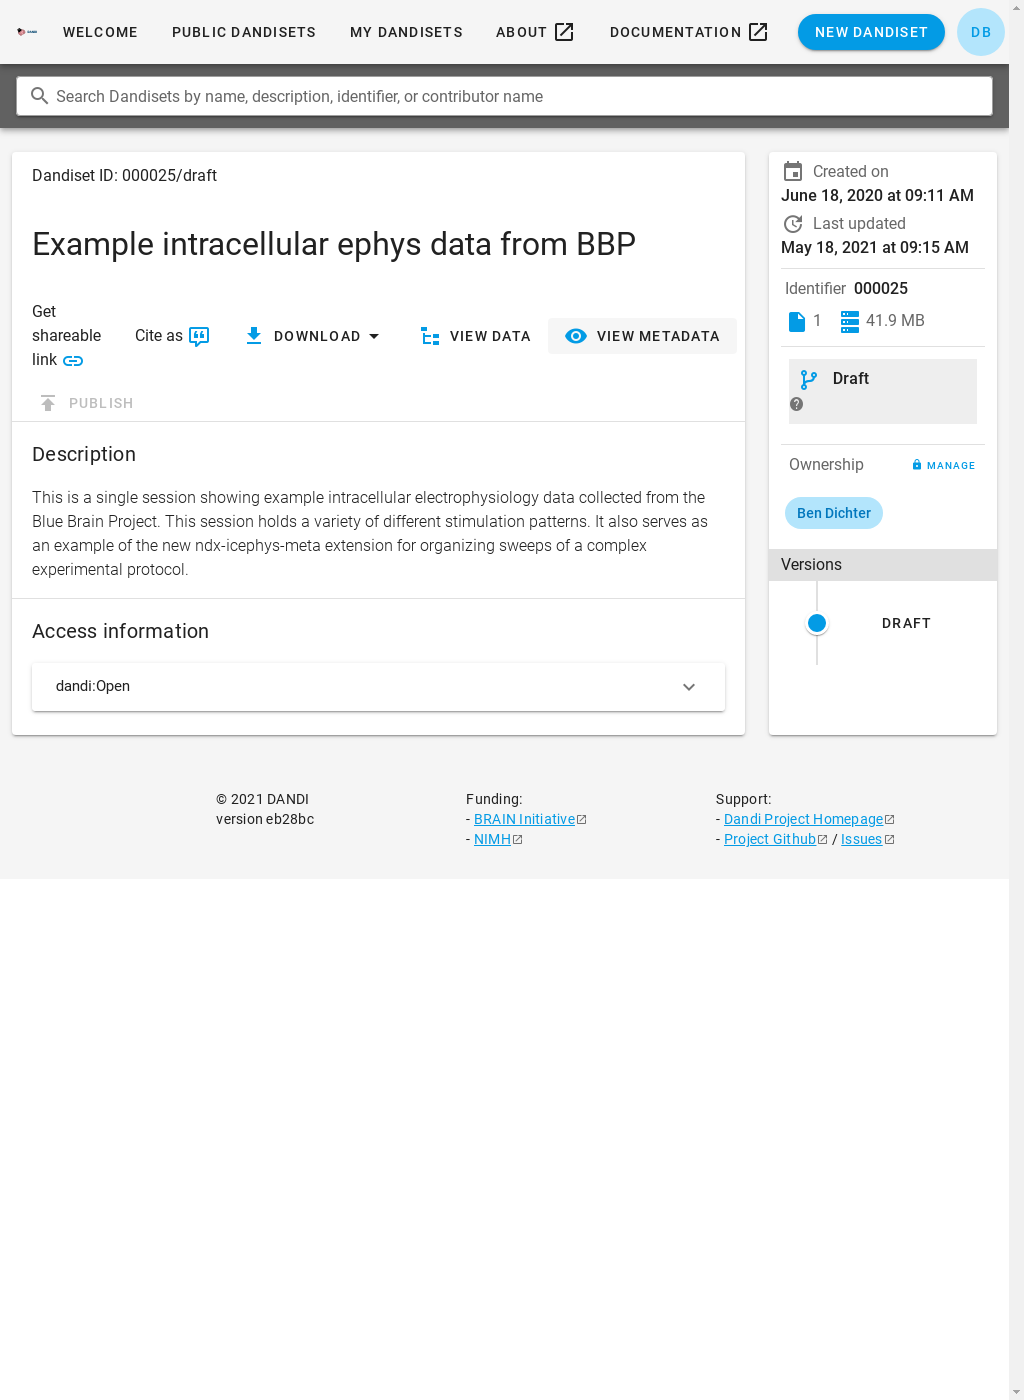 WELCOME PUBLIC DANDISETS MY DANDISETS ABOUT DOCUMENTATION NEW DANDISET DB
Search Dandisets by name, description, identifier, or contributor name
Dandiset ID: 000025/draft
Example intracellular ephys data from BBP
Get
shareable
link
Cite as
DOWNLOAD
VIEW DATA
VIEW METADATA
PUBLISH
Description
This is a single session showing example intracellular electrophysiology data collected from the
Blue Brain Project. This session holds a variety of different stimulation patterns. It also serves as
an example of the new ndx-icephys-meta extension for organizing sweeps of a complex
experimental protocol.
Access information
dandi:Open
Created on
June 18, 2020 at 09:11 AM
Last updated
May 18, 2021 at 09:15 AM
Identifier 000025
1 41.9 MB
Draft
Ownership MANAGE
Ben Dichter
Versions
DRAFT
© 2021 DANDI
version eb28bc
Funding:
- BRAIN Initiative
- NIMH
Support:
- Dandi Project Homepage
- Project Github / Issues